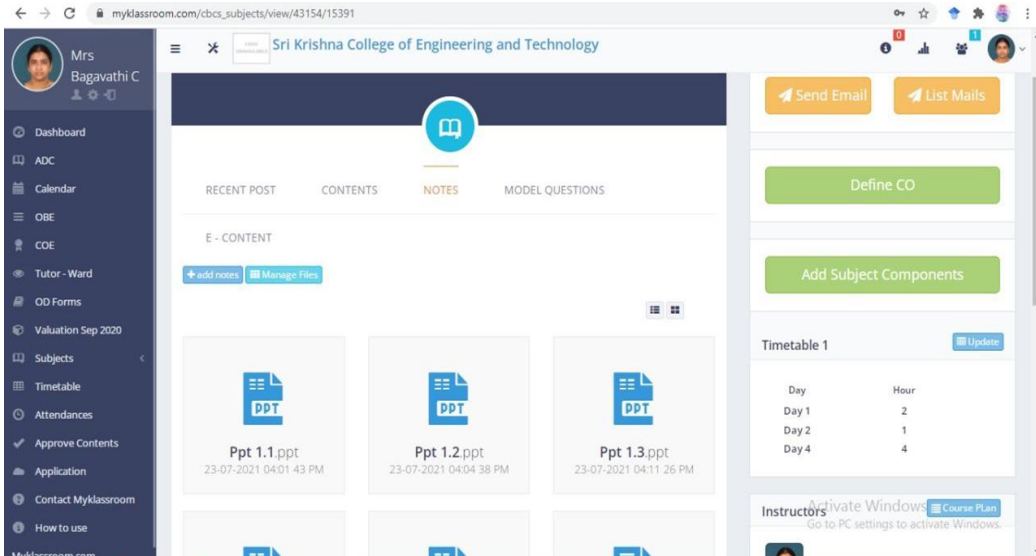 myklassroom.com/cbcs_subjects/view/43154/15391
Mrs
Bagavathi C
Sri Krishna College of Engineering and Technology
0
1
Dashboard
ADC
Calendar
OBE
COE
Tutor - Ward
OD Forms
Valuation Sep 2020
Subjects
Timetable
Attendances
Approve Contents
Application
Contact Myklassroom
How to use
Myklassroom.com
RECENT POST CONTENTS NOTES MODEL QUESTIONS
E - CONTENT
+ add notes Manage Files
PPT PPT PPT
Ppt 1.1.ppt Ppt 1.2.ppt Ppt 1.3.ppt
23-07-2021 04:01 43 PM 23-07-2021 04:04 38 PM 23-07-2021 04:11 26 PM
Send Email List Mails
Define CO
Add Subject Components
Timetable 1 Update
Day Hour
Day 1 2
Day 2 1
Day 4 4
Instructors Course PLan
Activate Windows
Go to PC settings to activate Windows.